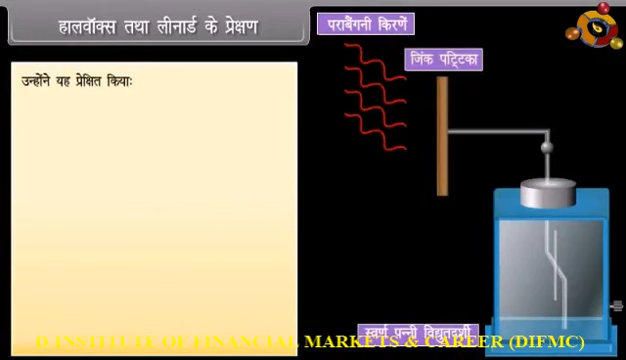 हालवॉक्स तथा लीनार्ड के प्रेक्षण
पराबैंगनी किरणें
जिंक पट्टिका
उन्होंने यह प्रेक्षित कियाः
स्वर्ण पन्नी विद्युतदर्शी
D INSTITUTE OF FINANCIAL MARKETS & CAREER (DIFMC)